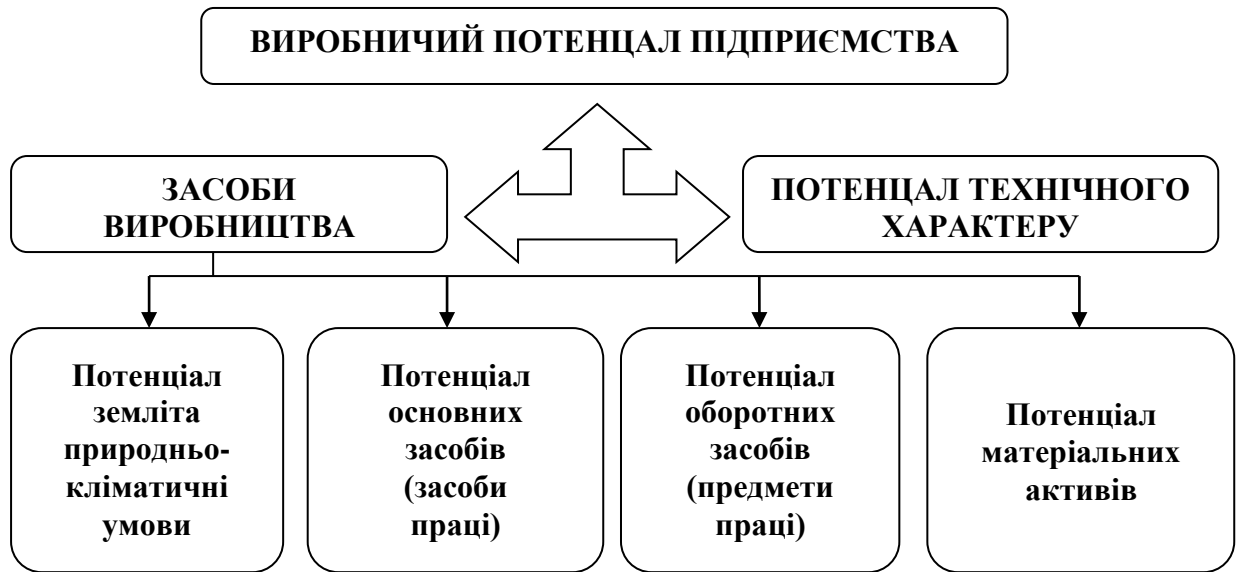 ВИРОБНИЧИЙ ПОТЕНЦАЛ ПІДПРИЄМСТВА
ЗАСОБИ
ВИРОБНИЦТВА
ПОТЕНЦАЛ ТЕХНІЧНОГО
ХАРАКТЕРУ
Потенціал
земліта
природньо-
кліматичні
умови
Потенціал
основних
засобів
(засоби
праці)
Потенціал
оборотних
засобів
(предмети
праці)
Потенціал
матеріальних
активів